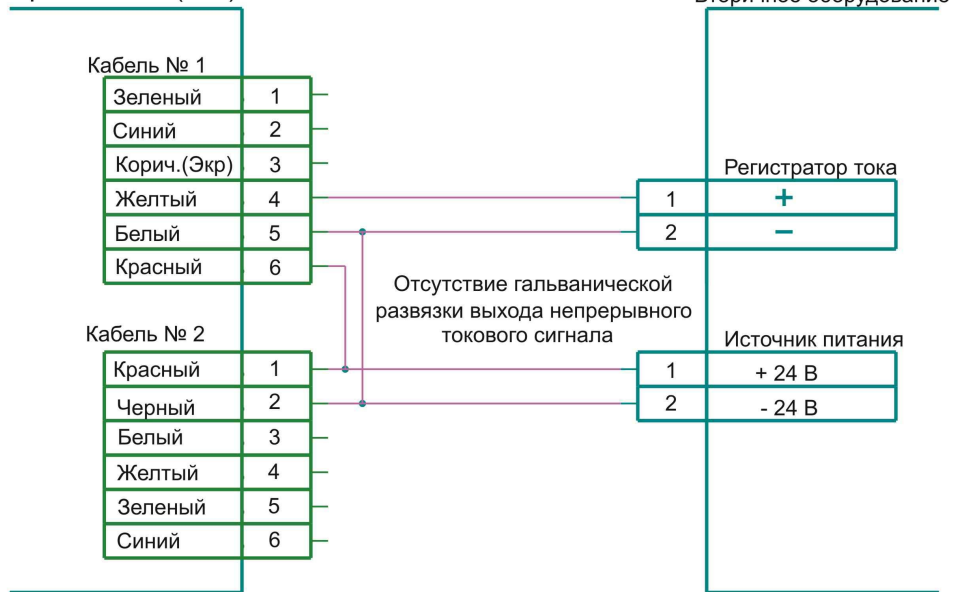 Вторичное оборудование
Кабель № 1
Зеленый 1
Синий 2
Корич.(Экр) 3
Желтый 4
Белый 5
Красный 6
Регистратор тока
1 +
2 −
Отсутствие гальванической
развязки выхода непрерывного
токового сигнала
Кабель № 2
Красный 1
Черный 2
Белый 3
Желтый 4
Зеленый 5
Синий 6
Источник питания
1 + 24 В
2 - 24 В